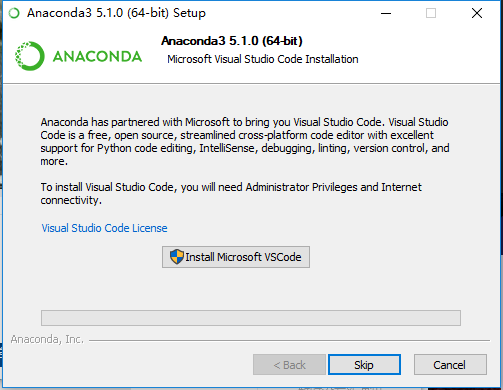 Anaconda3 5.1.0 (64-bit) Setup
Anaconda3 5.1.0 (64-bit)
Microsoft Visual Studio Code Installation
ANACONDA
Anaconda has partnered with Microsoft to bring you Visual Studio Code. Visual Studio
Code is a free, open source, streamlined cross-platform code editor with excellent
support for Python code editing, IntelliSense, debugging, linting, version control, and
more.
To install Visual Studio Code, you will need Administrator Privileges and Internet
connectivity.
Visual Studio Code License
Install Microsoft VSCode
Anaconda, Inc.
< Back
Skip
Cancel